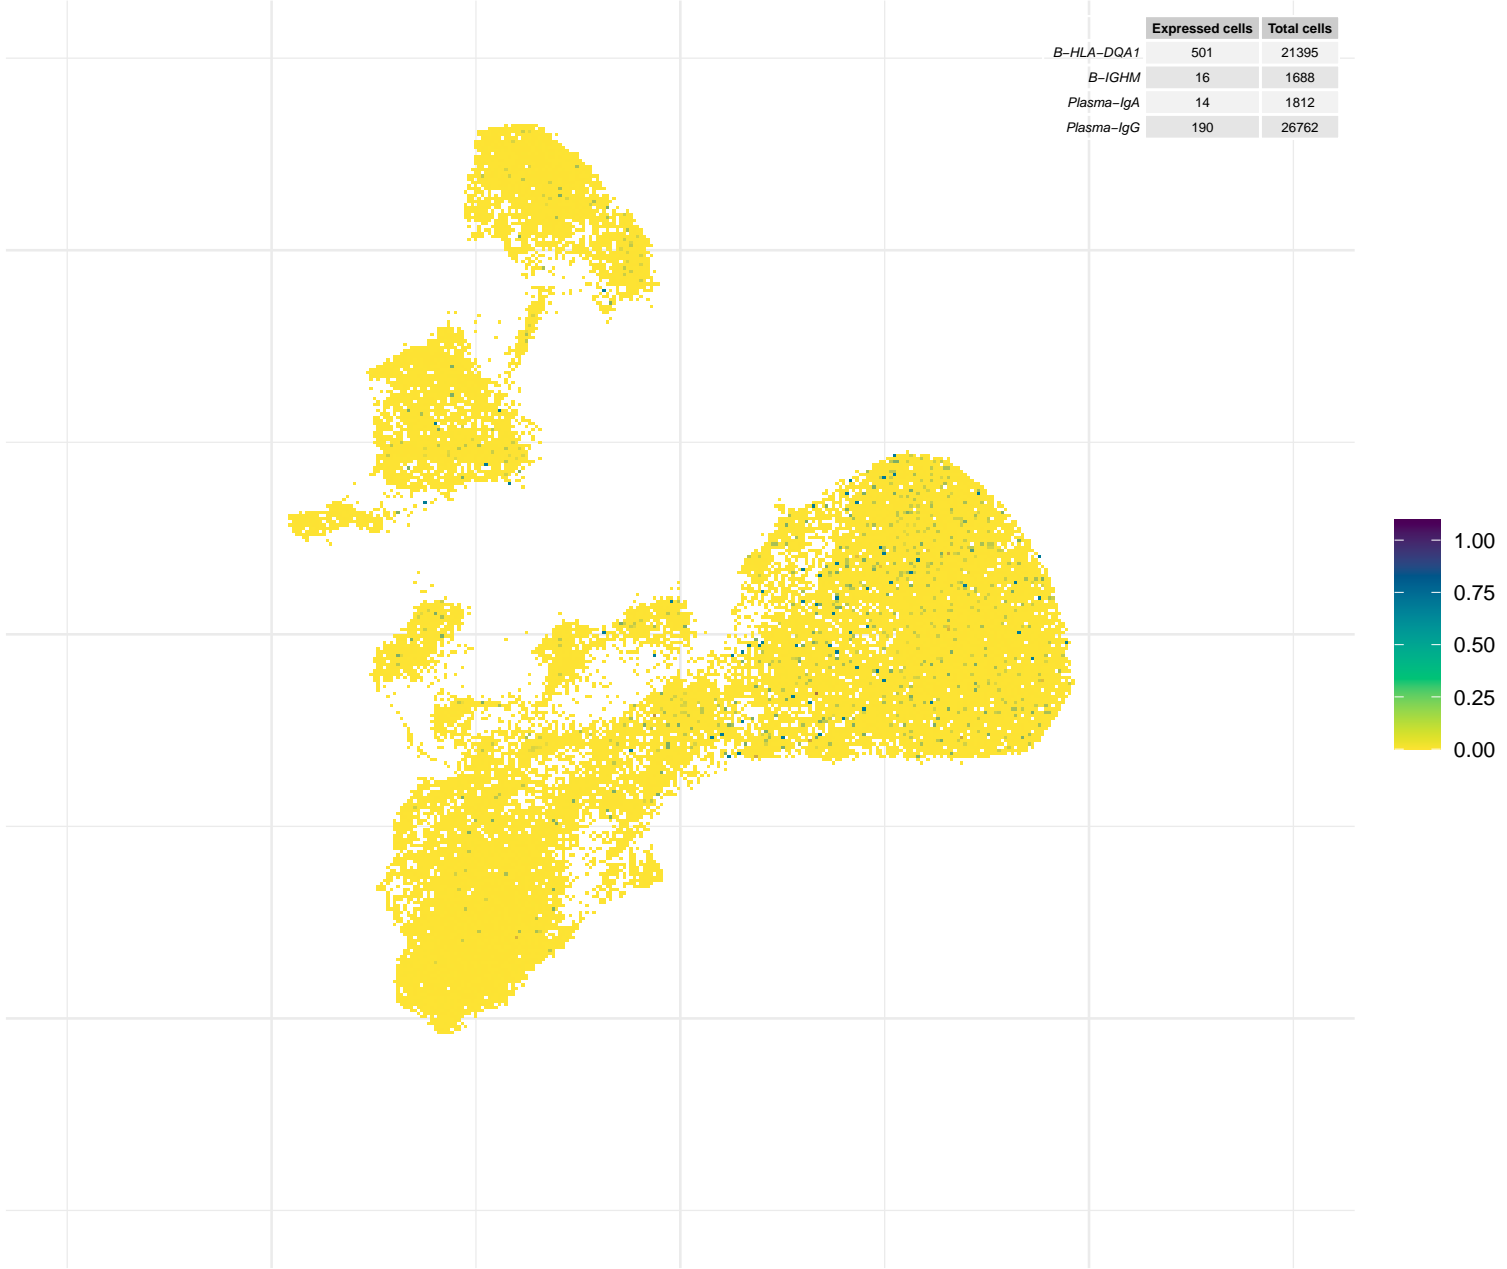 Expressed cells Total cells
B−HLA−DQA1 501 21395
B−IGHM 16 1688
Plasma−IgA 14 1812
Plasma−IgG 190 26762
1.00
0.75
0.50
0.25
0.00